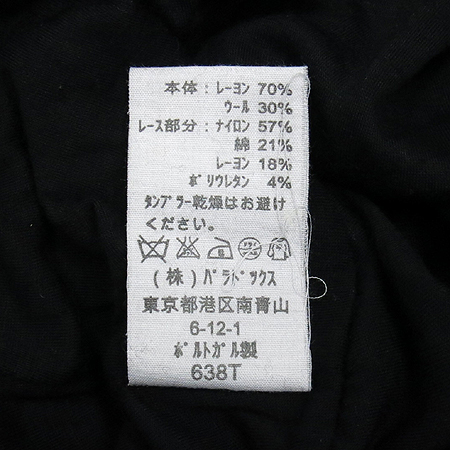 本体：レーヨン 70%
ウール 30%
レース部分：ナイロン 57%
綿 21%
レーヨン 18%
ポリウレタン 4%
タンブラー乾燥はお避け
ください。
(株)パラドックス
東京都港区南青山
6-12-1
ポルトガル製
638T